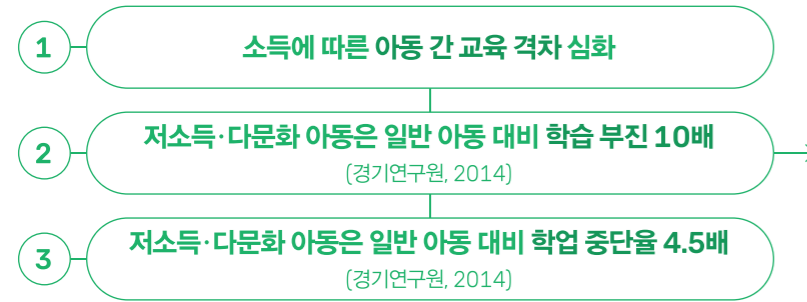 1
소득에 따른 아동 간 교육 격차 심화
2
저소득·다문화 아동은 일반 아동 대비 학습 부진 10배
(경기연구원, 2014)
3
저소득·다문화 아동은 일반 아동 대비 학업 중단율 4.5배
(경기연구원, 2014)